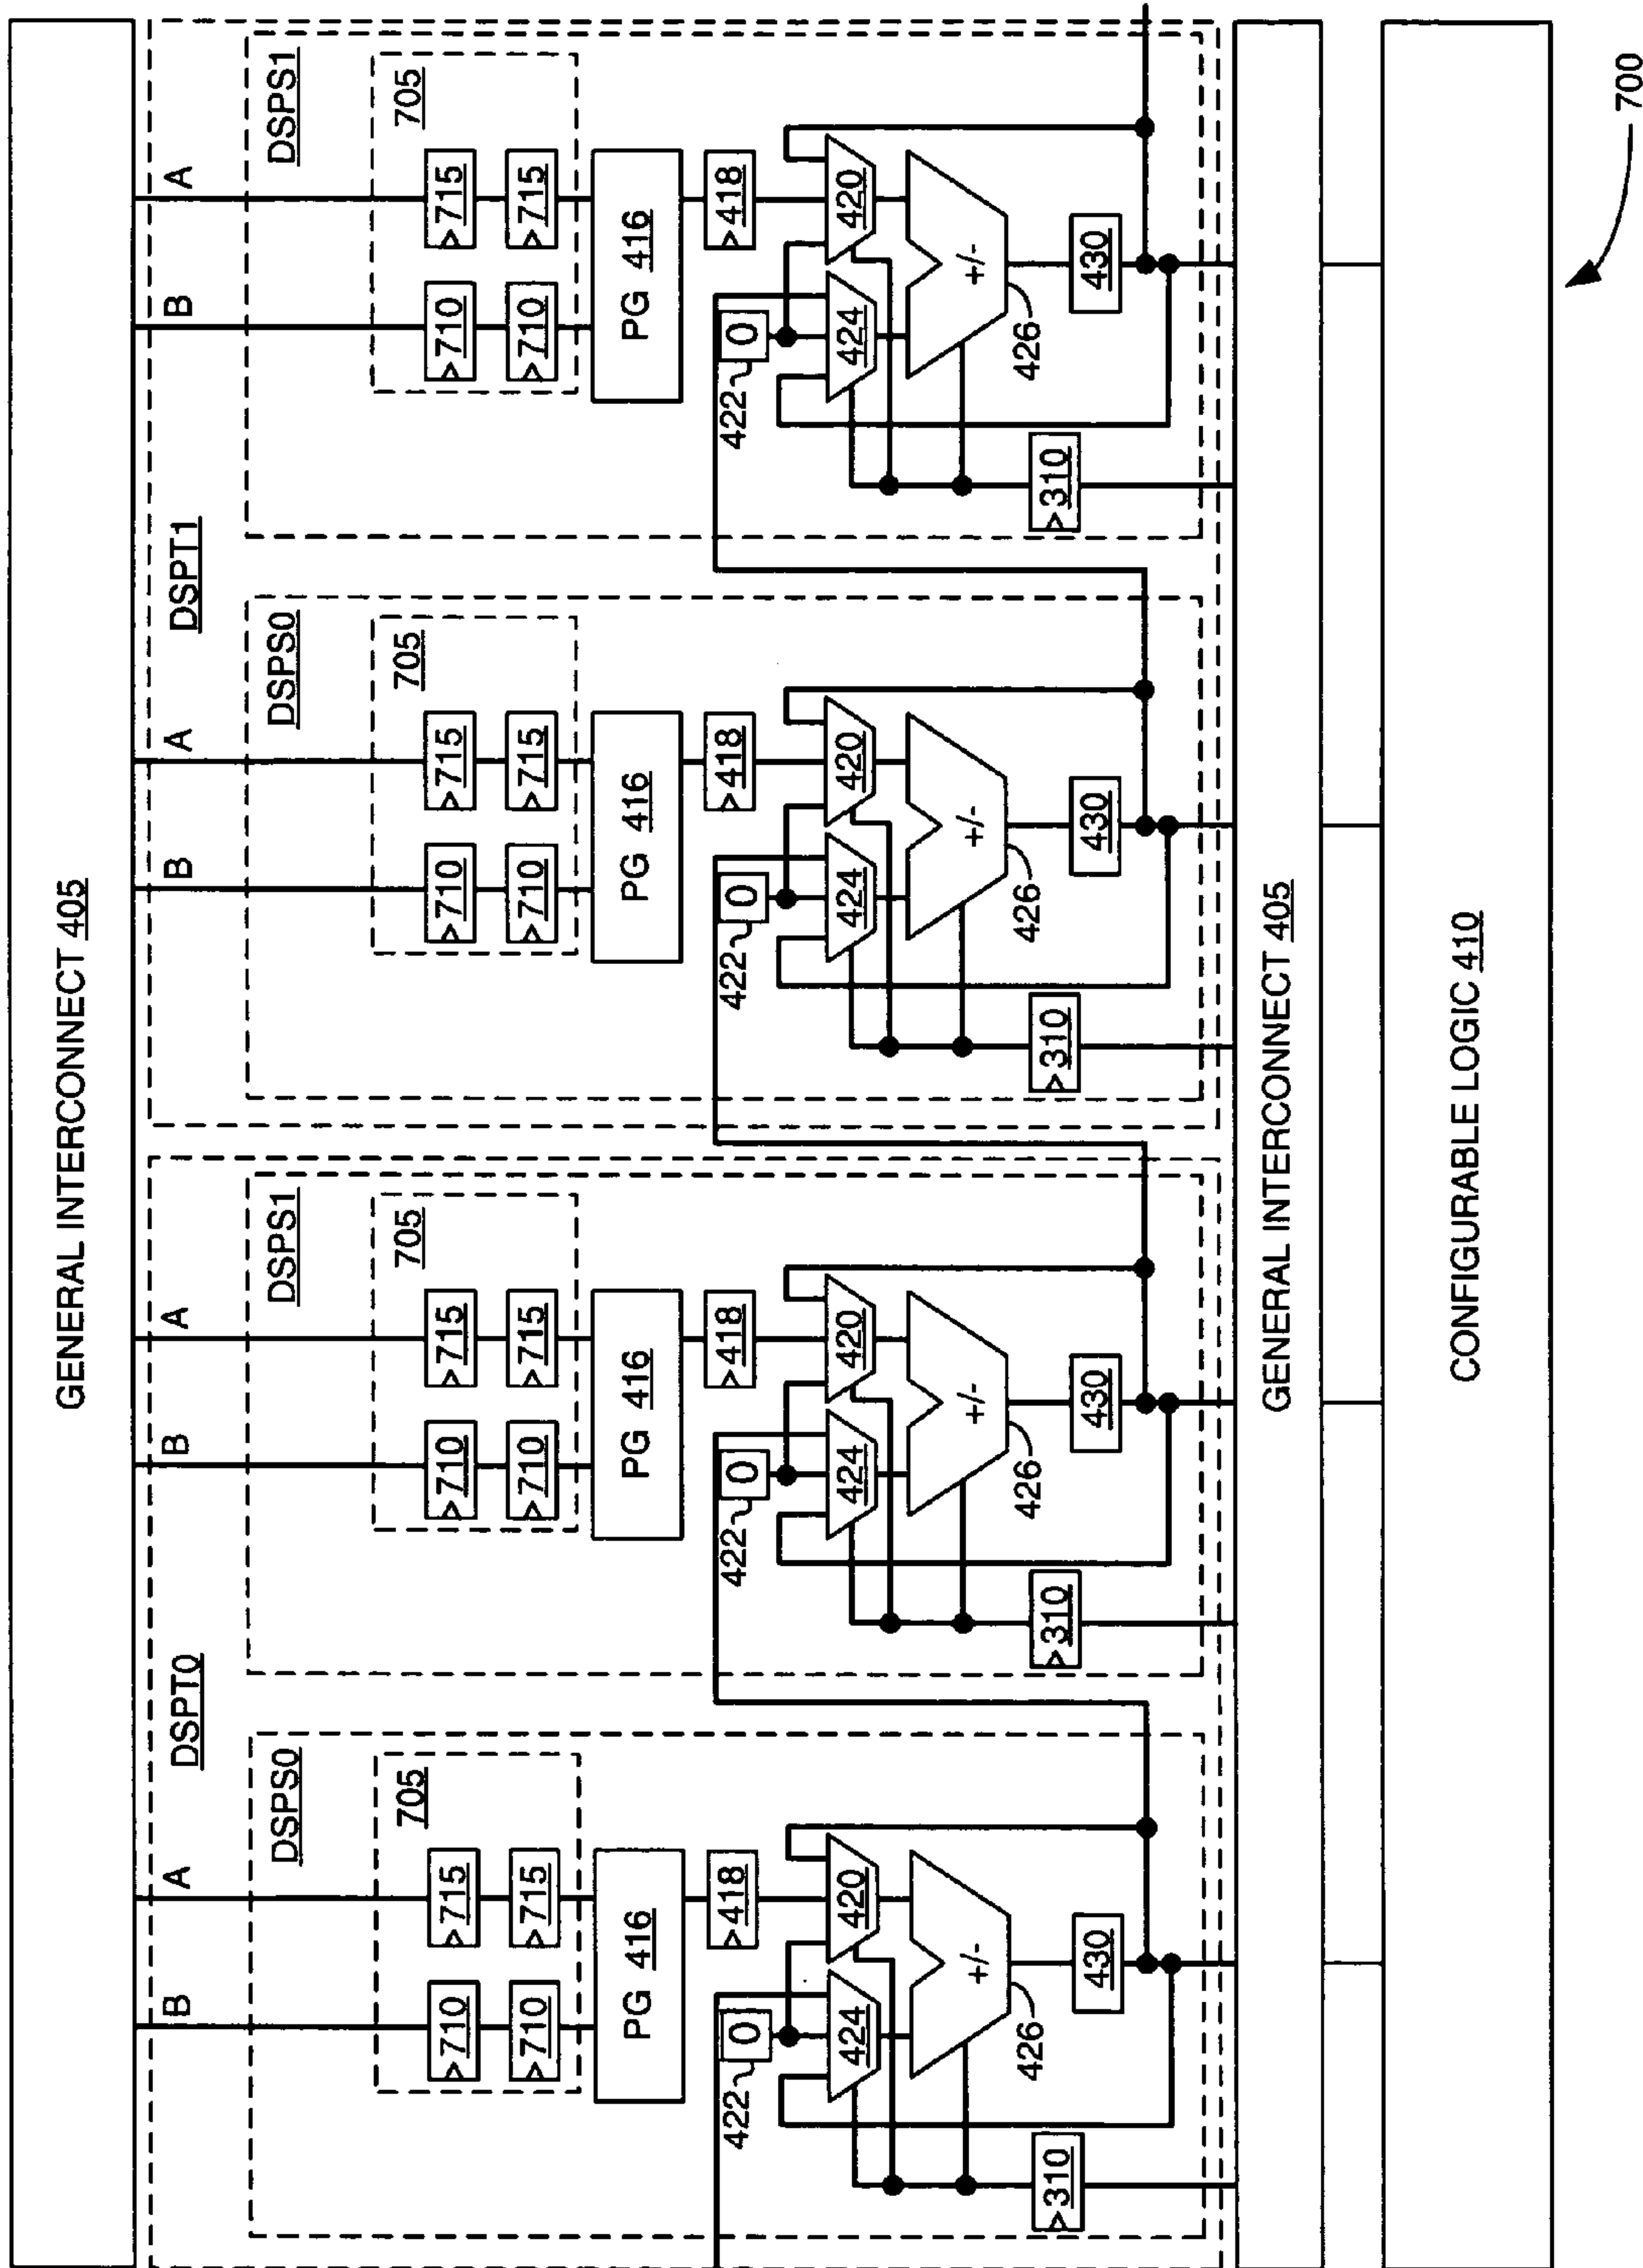 GENERAL INTERCONNECT 405
B A B A B A B A
DSPT0 DSPT1
DSPS0 DSPS1 DSPS0 DSPS1
705 705 705 705
>710 >715 >710 >715 >710 >715 >710 >715
>710 >715 >710 >715 >710 >715 >710 >715
PG 416 PG 416 PG 416 PG 416
422 0 >418 422 0 >418 422 0 >418 422 0 >418
424 420 424 420 424 420 424 420
+/- +/- +/- +/-
426 426 426 426
>310 430 >310 430 >310 430 >310 430
GENERAL INTERCONNECT 405
CONFIGURABLE LOGIC 410
700